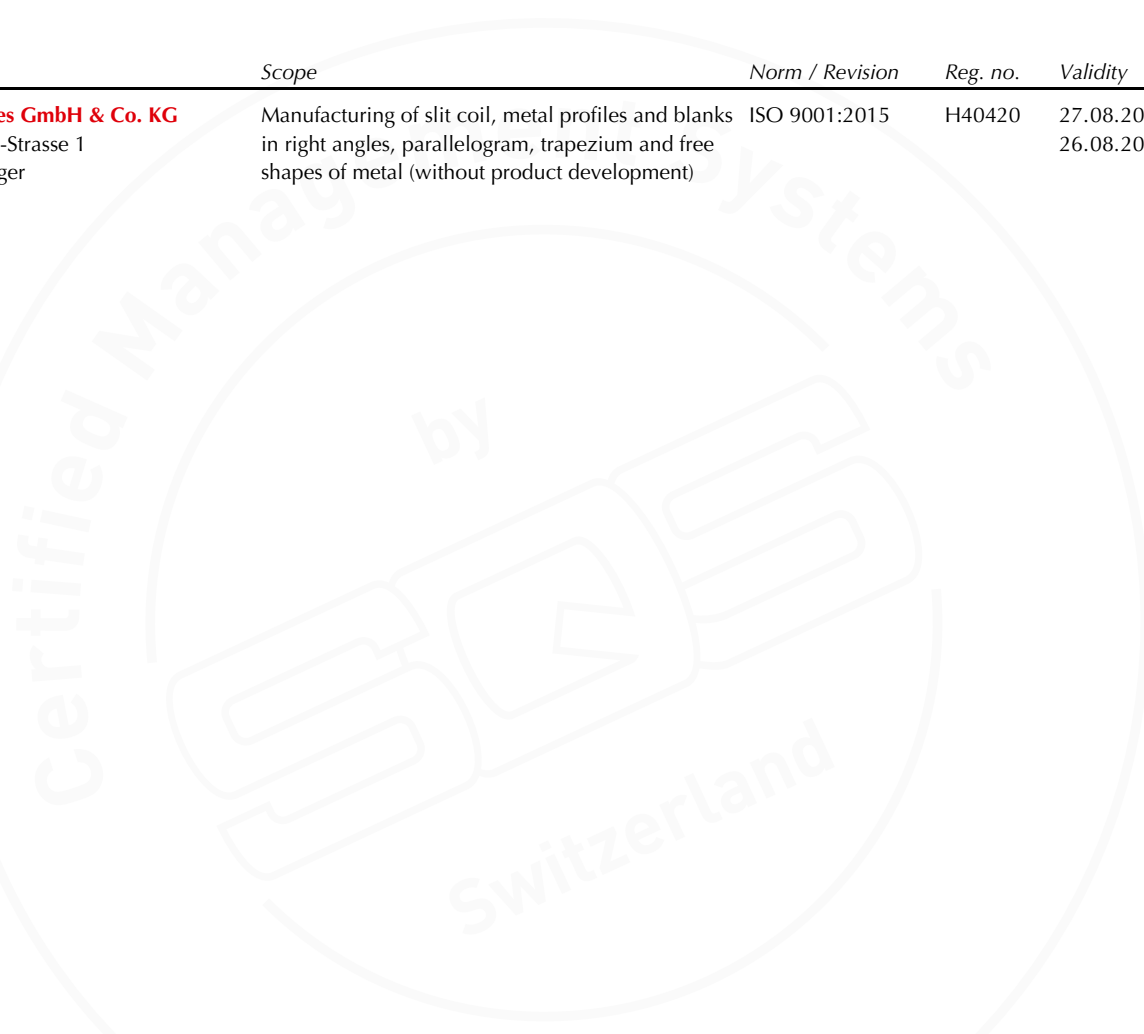 Scope Norm / Revision Reg. no. Validity
es GmbH & Co. KG Manufacturing of slit coil, metal profiles and blanks ISO 9001:2015 H40420 27.08.20
-Strasse 1 in right angles, parallelogram, trapezium and free 26.08.20
ger shapes of metal (without product development)
Certified Management Systems
by
SQS
Switzerland